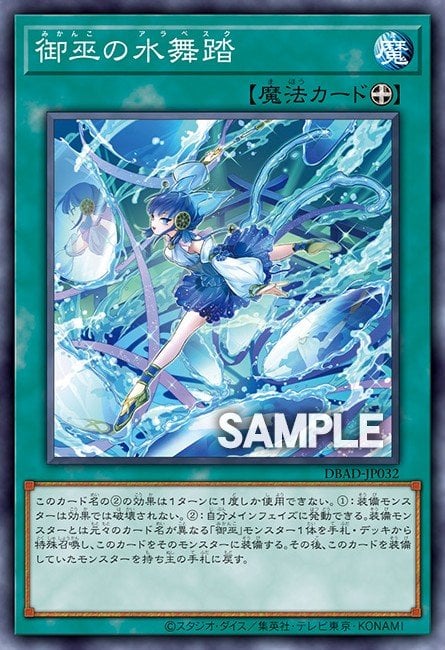 みかんこ アラベスク
御巫の水舞踏
魔
まほう
【魔法カード】
SAMPLE
DBAD-JP032
このカード名の②の効果は1ターンに1度しか使用できない。①：装備モンス
ターは効果では破壊されない。②：自分メインフェイズに発動できる。装備モン
スターとは元々のカード名が異なる「御巫」モンスター1体を手札・デッキから
特殊召喚し、このカードをそのモンスターに装備する。その後、このカードを装備
していたモンスターを持ち主の手札に戻す。
©スタジオ・ダイス／集英社・テレビ東京・KONAMI